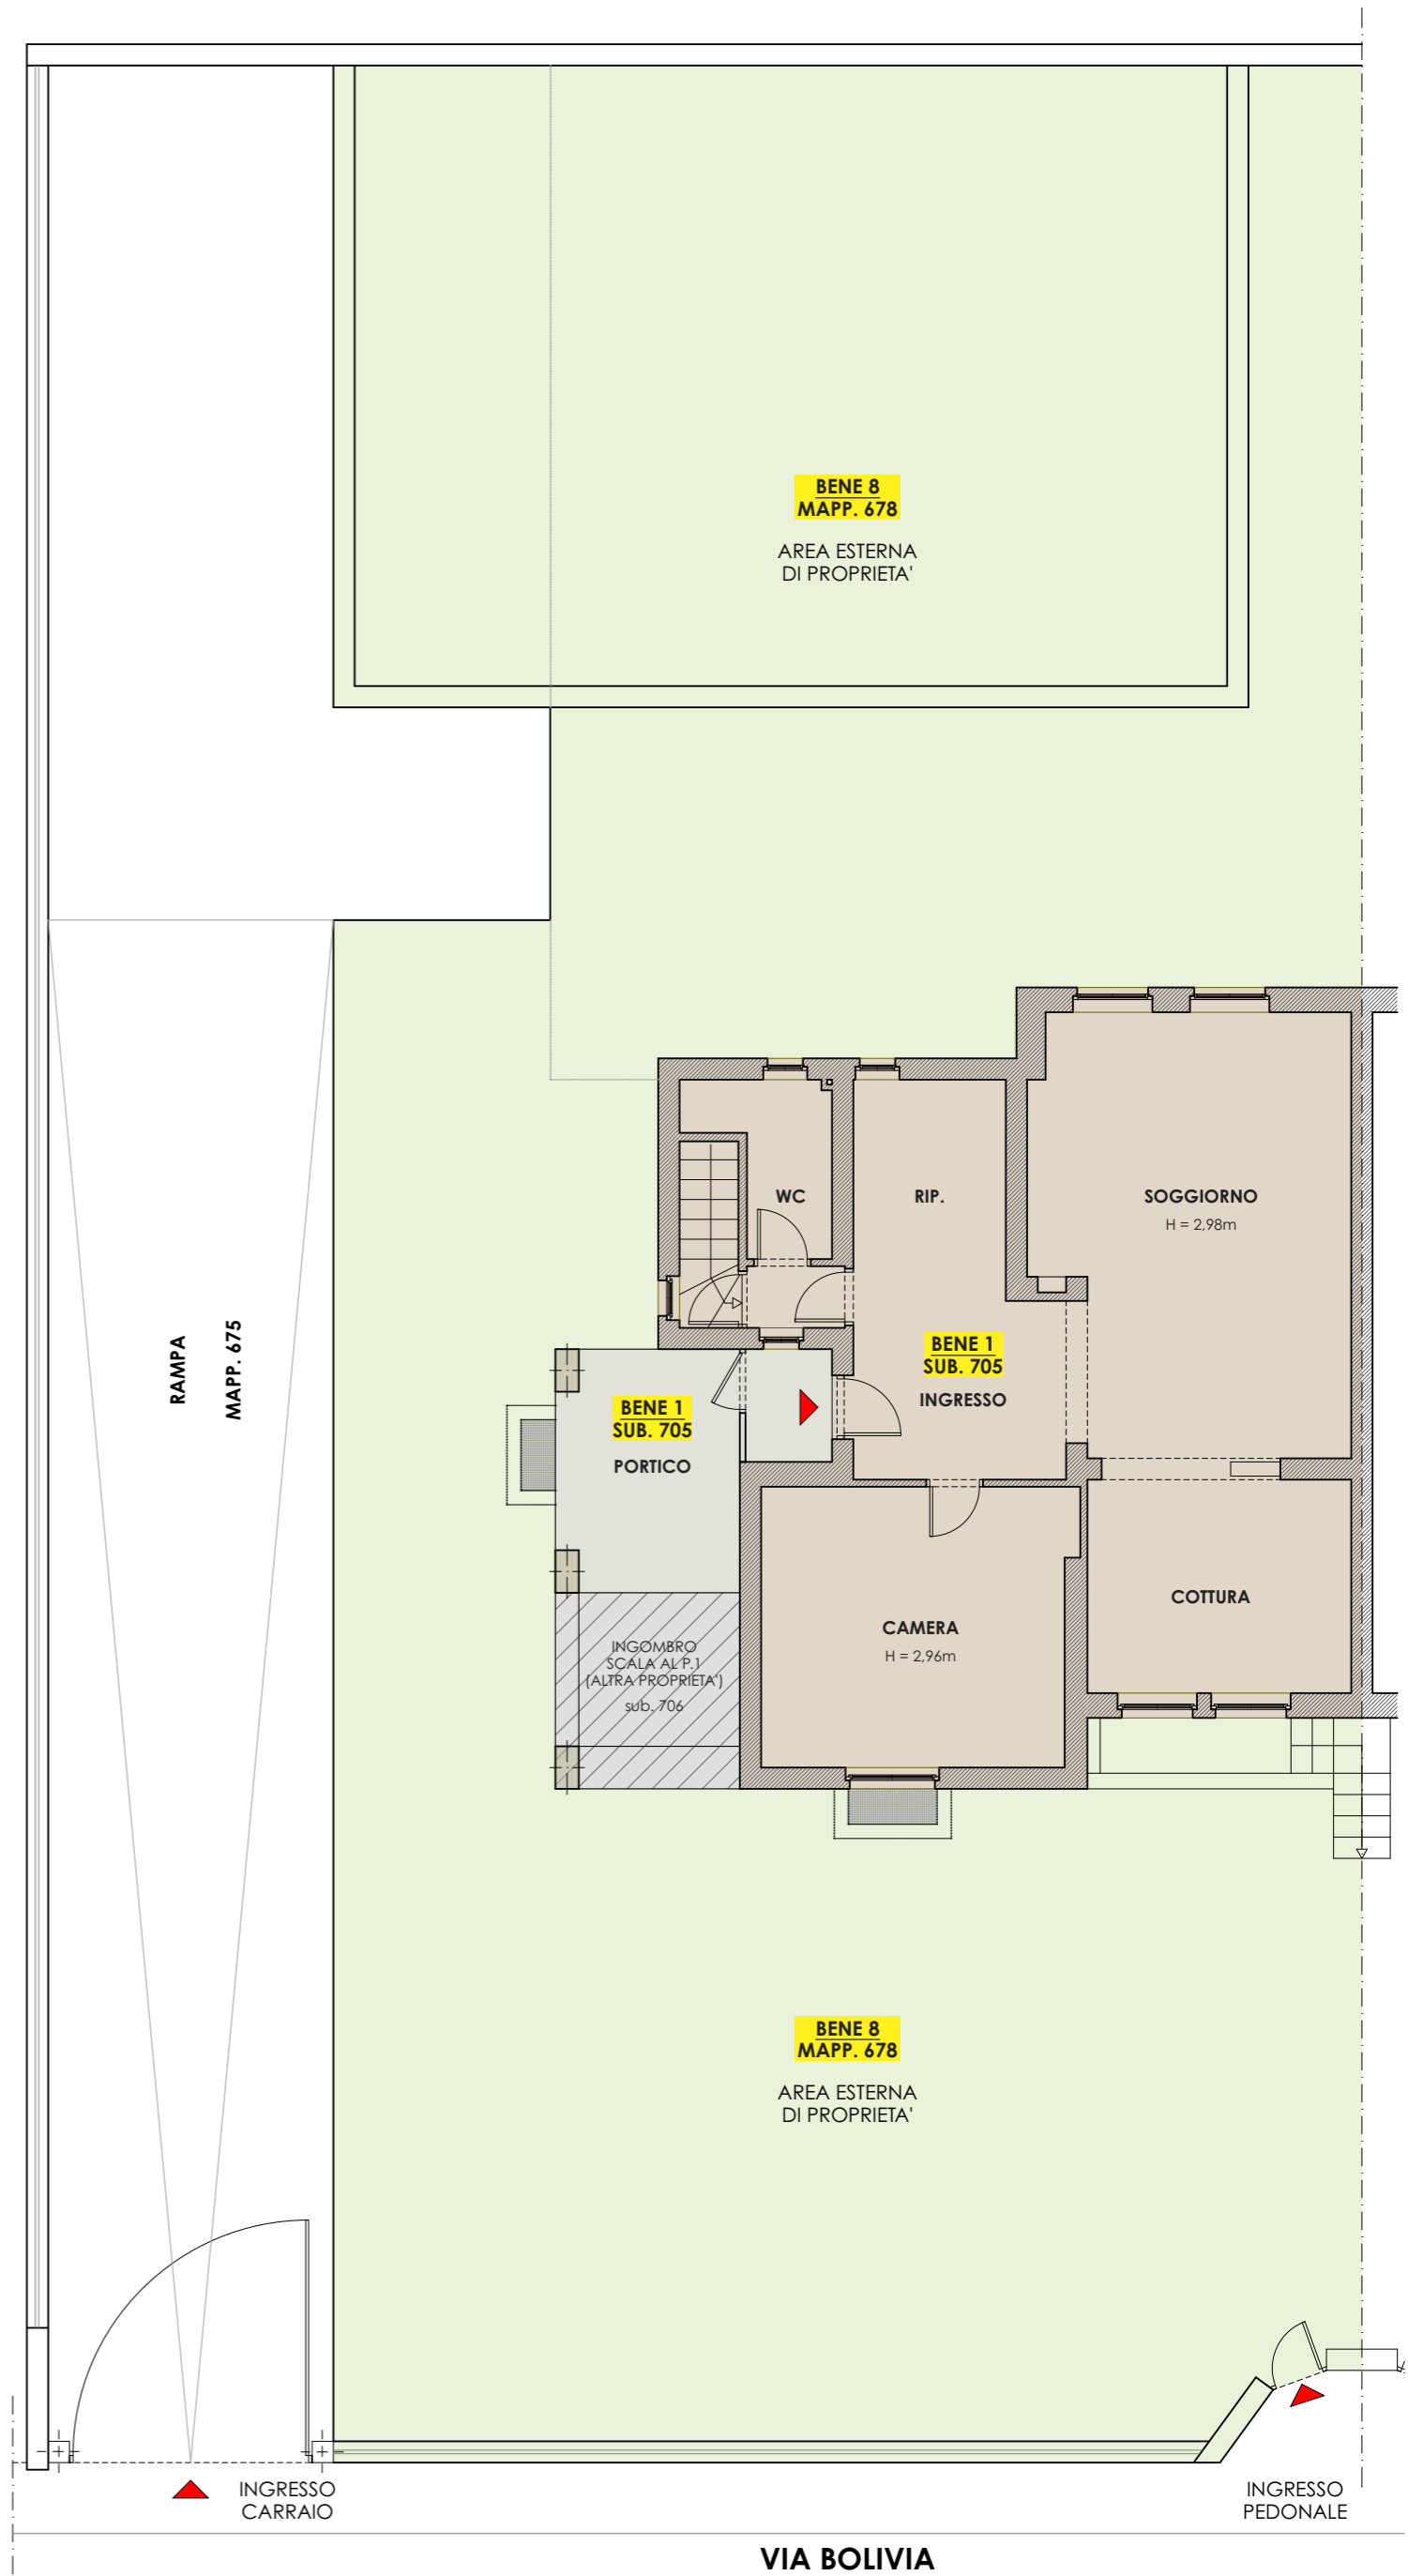 BENE 8
MAPP. 678
AREA ESTERNA
DI PROPRIETA'
WC
RIP.
SOGGIORNO
H = 2,98m
RAMPA
MAPP. 675
BENE 1
SUB. 705
INGRESSO
BENE 1
SUB. 705
PORTICO
INGOMBRO
SCALA AL P.1
(ALTRA PROPRIETA')
sub. 706
CAMERA
H = 2,96m
COTTURA
BENE 8
MAPP. 678
AREA ESTERNA
DI PROPRIETA'
INGRESSO
CARRAIO
INGRESSO
PEDONALE
VIA BOLIVIA